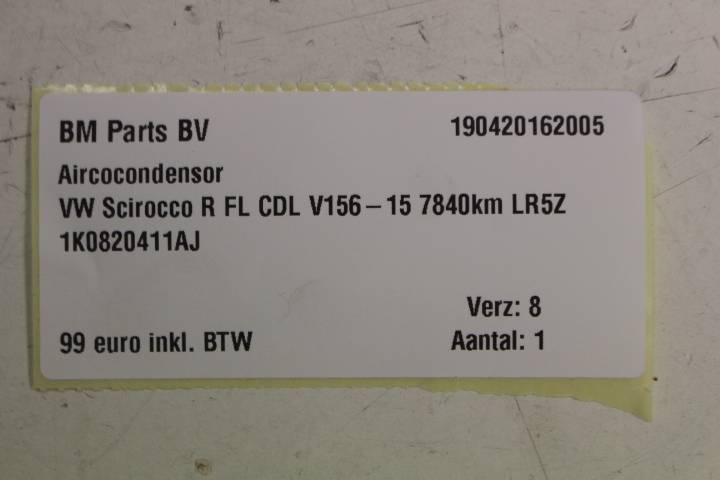 BM Parts BV 190420162005
Aircocondensor
VW Scirocco R FL CDL V156-15 7840km LR5Z
1K0820411AJ
Verz: 8
99 euro inkl. BTW Aantal: 1